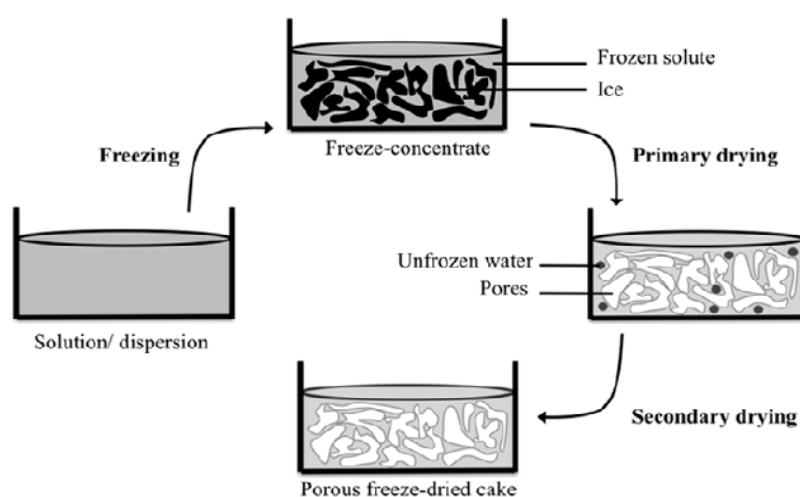 Frozen solute
Ice
Freeze-concentrate
Freezing
Primary drying
Unfrozen water
Pores
Solution/ dispersion
Secondary drying
Porous freeze-dried cake